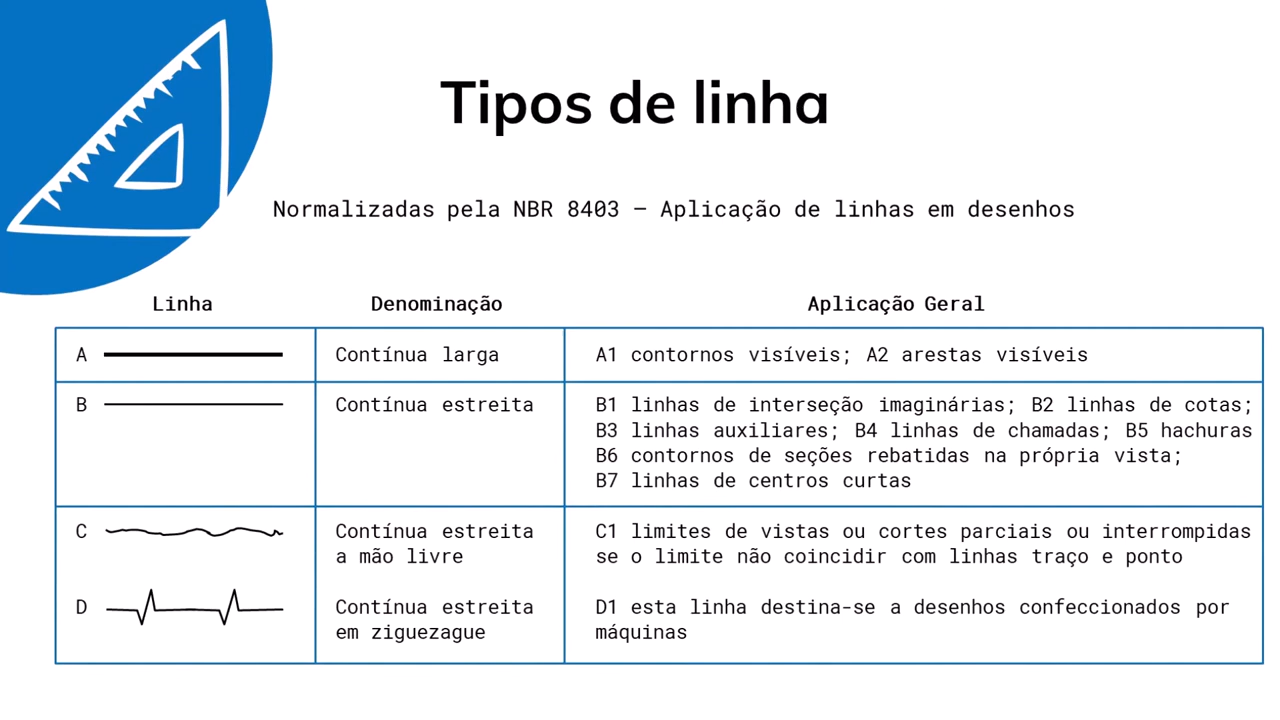 Tipos de linha
Normalizadas pela NBR 8403 – Aplicação de linhas em desenhos
Linha Denominação Aplicação Geral
A Contínua larga A1 contornos visíveis; A2 arestas visíveis
B Contínua estreita B1 linhas de interseção imaginárias; B2 linhas de cotas;
B3 linhas auxiliares; B4 linhas de chamadas; B5 hachuras
B6 contornos de seções rebatidas na própria vista;
B7 linhas de centros curtas
C Contínua estreita C1 limites de vistas ou cortes parciais ou interrompidas
a mão livre se o limite não coincidir com linhas traço e ponto
D Contínua estreita D1 esta linha destina-se a desenhos confeccionados por
em ziguezague máquinas